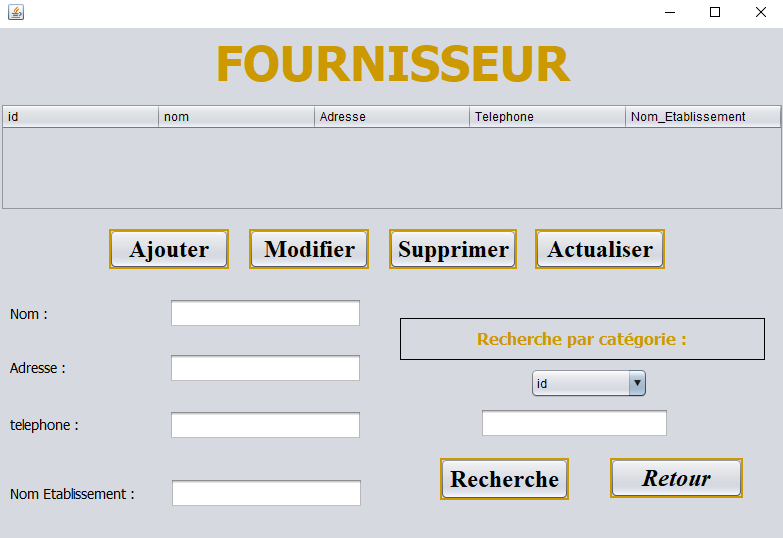 FOURNISSEUR
id nom Adresse Telephone Nom_Etablissement
Ajouter Modifier Supprimer Actualiser
Nom :
Recherche par catégorie :
Adresse :
id
telephone :
Recherche Retour
Nom Etablissement :